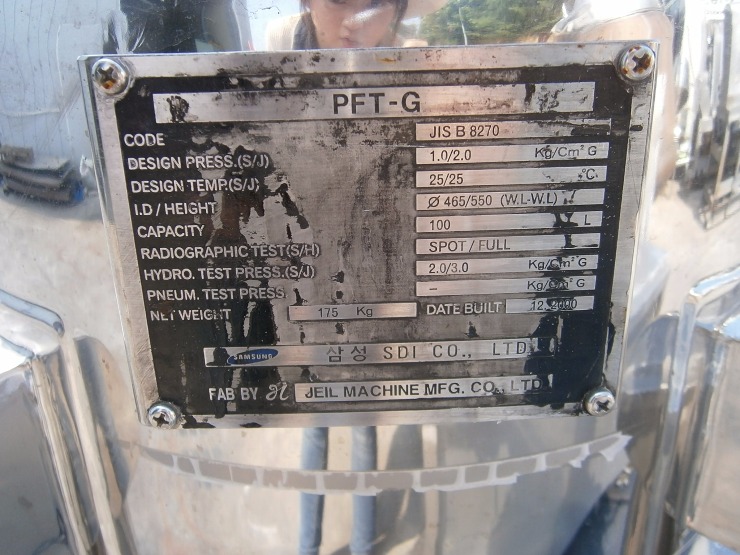 PFT-G
CODE JIS B 8270
DESIGN PRESS.(S/J) 1.0/2.0 Kg/Cm² G
DESIGN TEMP.(S/J) 25/25 °C
I.D / HEIGHT Ø 465/550 (W.L-W.L)
CAPACITY 100 L
RADIOGRAPHIC TEST(S/H) SPOT / FULL
HYDRO. TEST PRESS.(S/J) 2.0/3.0 Kg/Cm² G
PNEUM. TEST PRESS – Kg/Cm² G
NET WEIGHT 175 Kg DATE BUILT 12. 2000
SAMSUNG 삼성 SDI CO., LTD.
FAB BY JEIL MACHINE MFG. CO., LTD